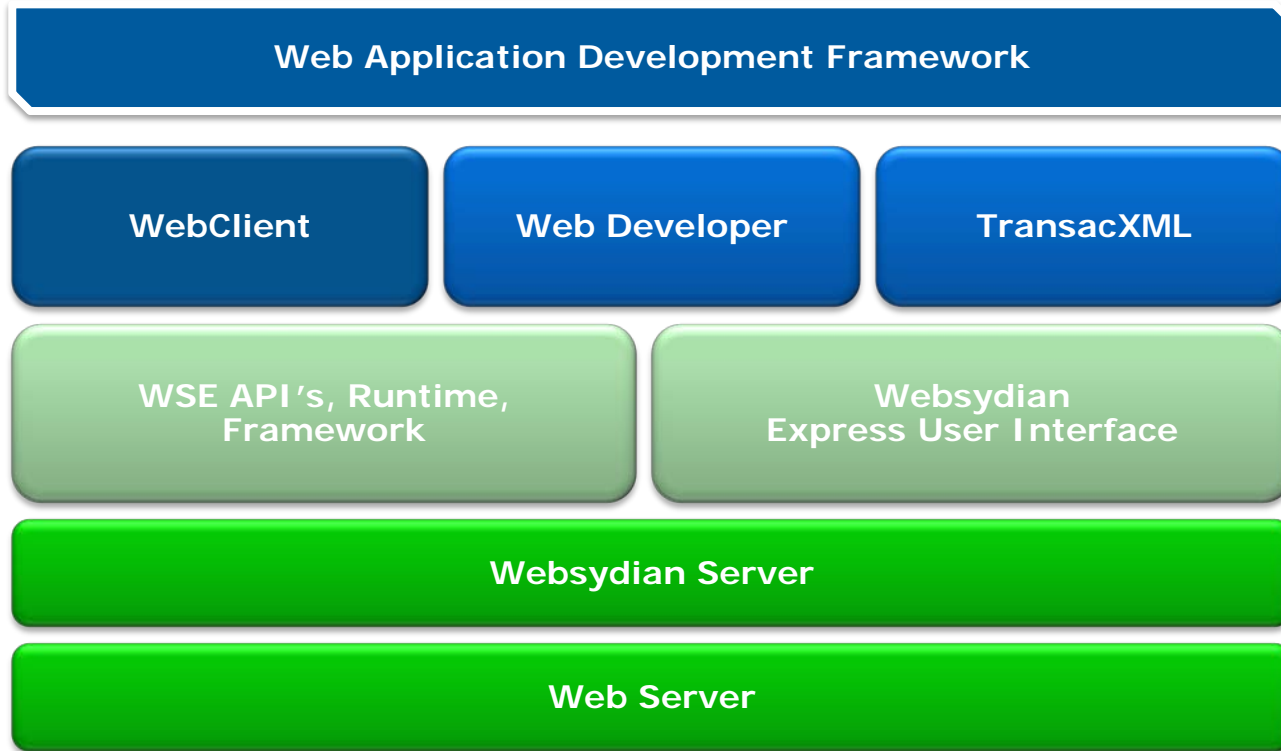 Web Application Development Framework
WebClient
Web Developer
TransacXML
WSE API's, Runtime,
Framework
Websydian
Express User Interface
Websydian Server
Web Server